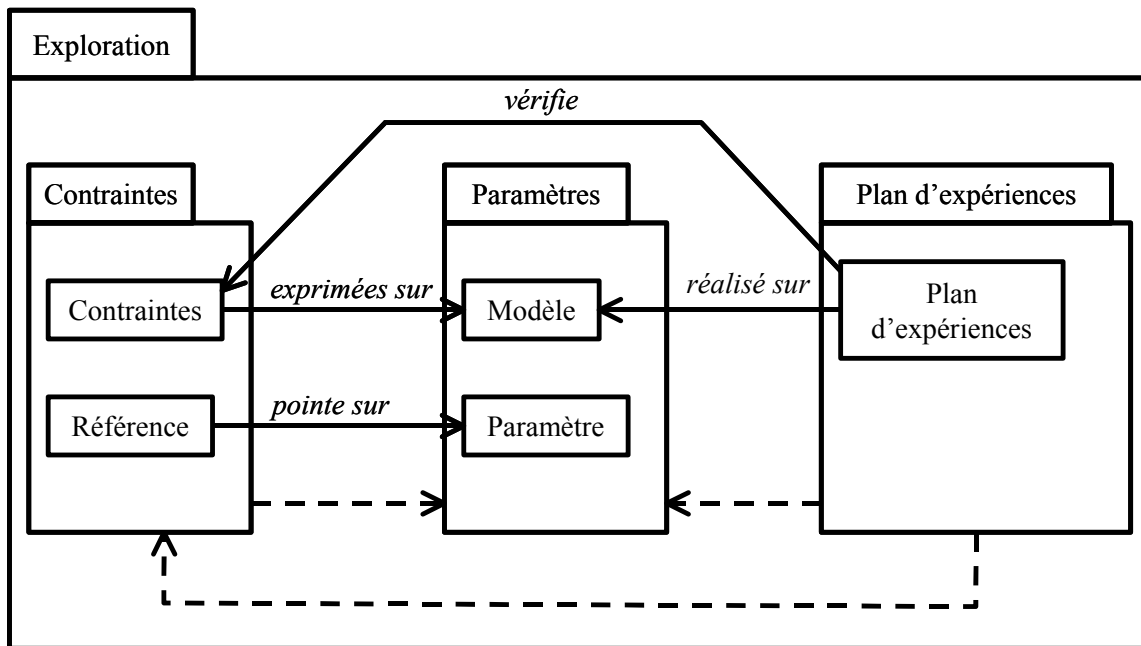 Exploration
vérifie
Contraintes
Paramètres
Plan d’expériences
Contraintes
exprimées sur
Modèle
réalisé sur
Plan
d’expériences
Référence
pointe sur
Paramètre